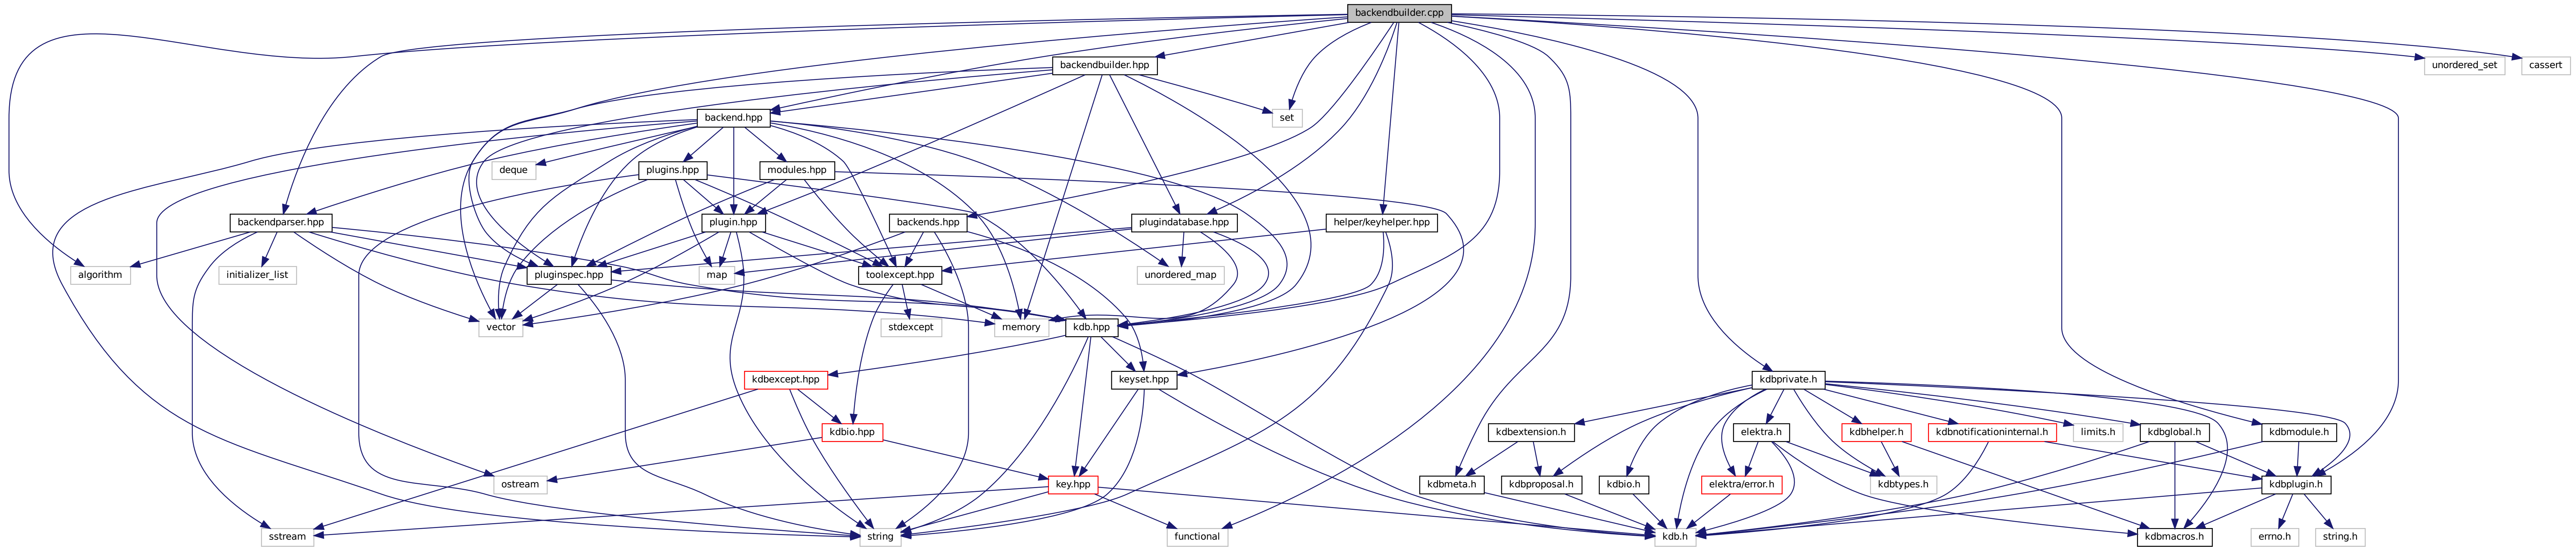 backendbuilder.cpp
backendbuilder.hpp
unordered_set
cassert
backend.hpp
set
deque
plugins.hpp
modules.hpp
backendparser.hpp
plugin.hpp
backends.hpp
plugindatabase.hpp
helper/keyhelper.hpp
algorithm
initializer_list
pluginspec.hpp
map
toolexcept.hpp
unordered_map
vector
stdexcept
memory
kdb.hpp
kdbexcept.hpp
keyset.hpp
kdbprivate.h
kdbio.hpp
kdbextension.h
elektra.h
kdbhelper.h
kdbnotificationinternal.h
limits.h
kdbglobal.h
kdbmodule.h
ostream
key.hpp
kdbmeta.h
kdbproposal.h
kdbio.h
elektra/error.h
kdbtypes.h
kdbplugin.h
sstream
string
functional
kdb.h
kdbmacros.h
errno.h
string.h